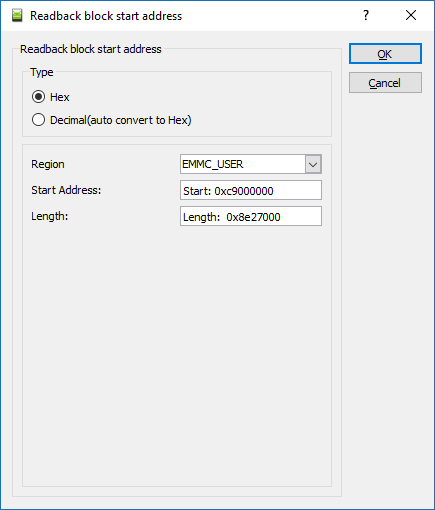 Readback block start address
?
Readback block start address
Type
Hex
Decimal(auto convert to Hex)
OK
Cancel
Region
EMMC_USER
Start Address:
Start: 0xc9000000
Length:
Length:  0x8e27000